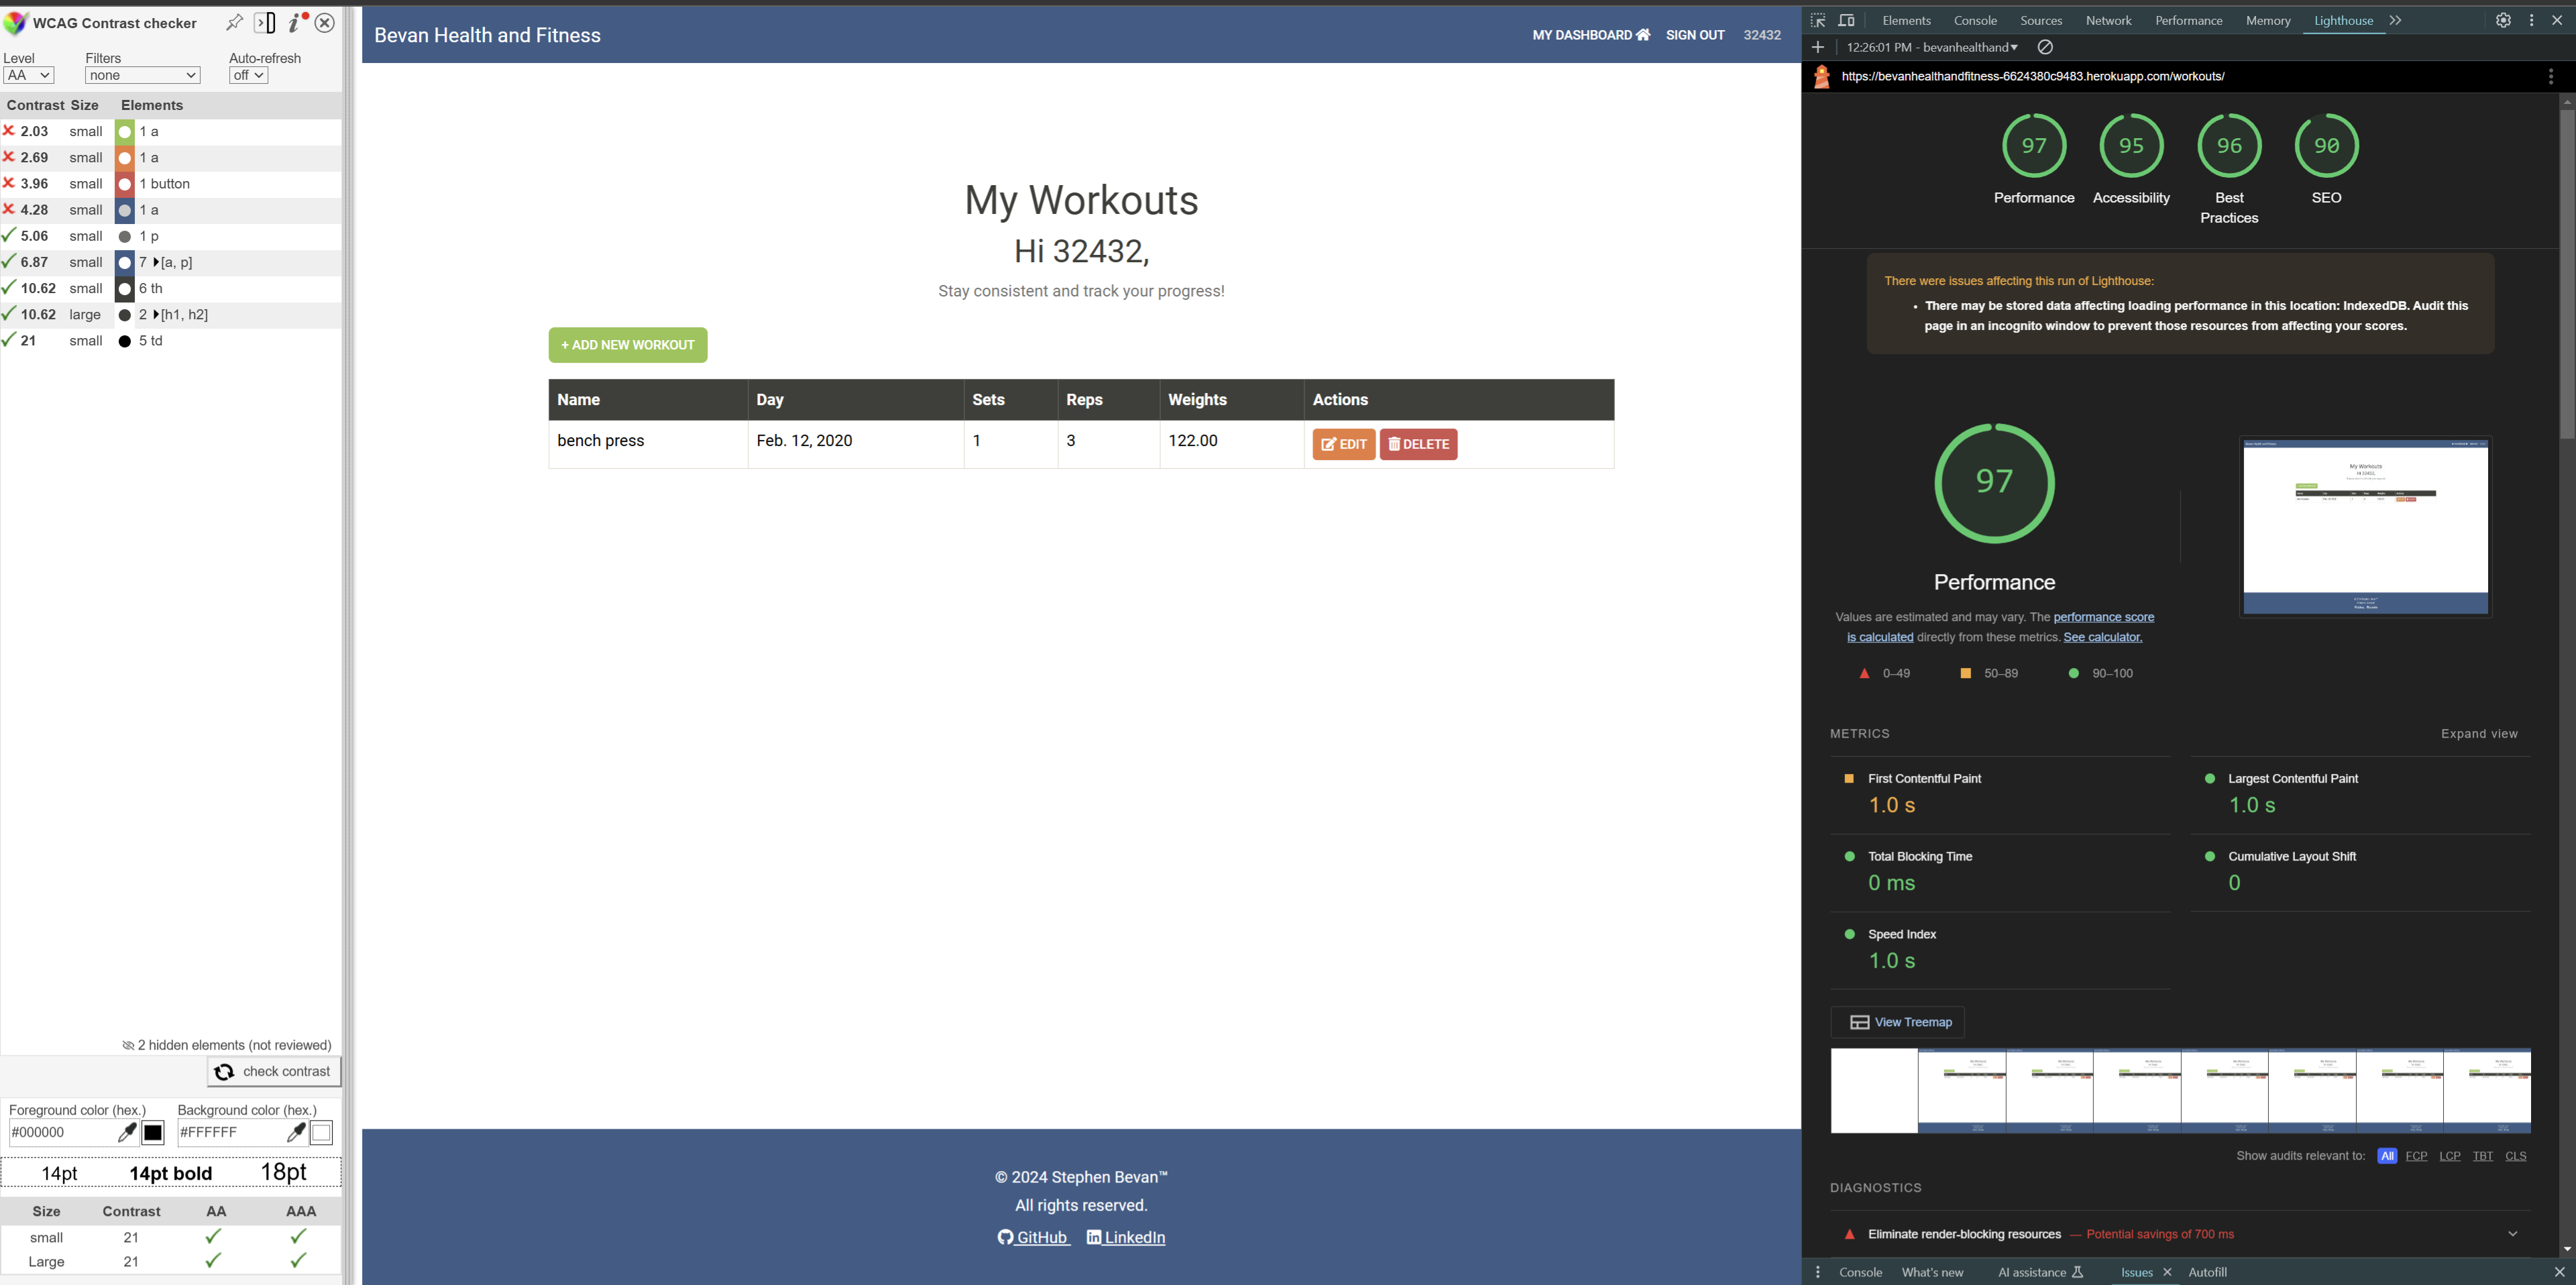 WCAG Contrast checker
Level
Filters
Auto-refresh
AA
none
off
Contrast Size Elements
2.03 small 1 a
2.69 small 1 a
3.96 small 1 button
4.28 small 1 a
5.06 small 1 p
6.87 small 7 [a, p]
10.62 small 6 th
10.62 large 2 [h1, h2]
21 small 5 td
2 hidden elements (not reviewed)
check contrast
Foreground color (hex.) Background color (hex.)
#000000 #FFFFFF
14pt 14pt bold 18pt
Size Contrast AA AAA
small 21
Large 21
Bevan Health and Fitness
MY DASHBOARD SIGN OUT 32432
My Workouts
Hi 32432,
Stay consistent and track your progress!
+ ADD NEW WORKOUT
Name Day Sets Reps Weights Actions
bench press Feb. 12, 2020 1 3 122.00 EDIT DELETE
© 2024 Stephen Bevan™
All rights reserved.
GitHub LinkedIn
Elements Console Sources Network Performance Memory Lighthouse
12:26:01 PM - bevanhealthand
https://bevanhealthandfitness-6624380c9483.herokuapp.com/workouts/
97 95 96 90
Performance Accessibility Best Practices SEO
There were issues affecting this run of Lighthouse:
• There may be stored data affecting loading performance in this location: IndexedDB. Audit this
page in an incognito window to prevent those resources from affecting your scores.
97
Performance
Values are estimated and may vary. The performance score
is calculated directly from these metrics. See calculator.
0–49 50–89 90–100
METRICS
Expand view
First Contentful Paint
1.0 s
Largest Contentful Paint
1.0 s
Total Blocking Time
0 ms
Cumulative Layout Shift
0
Speed Index
1.0 s
View Treemap
Show audits relevant to: All FCP LCP TBT CLS
DIAGNOSTICS
Eliminate render-blocking resources — Potential savings of 700 ms
Console What's new AI assistance Issues Autofill